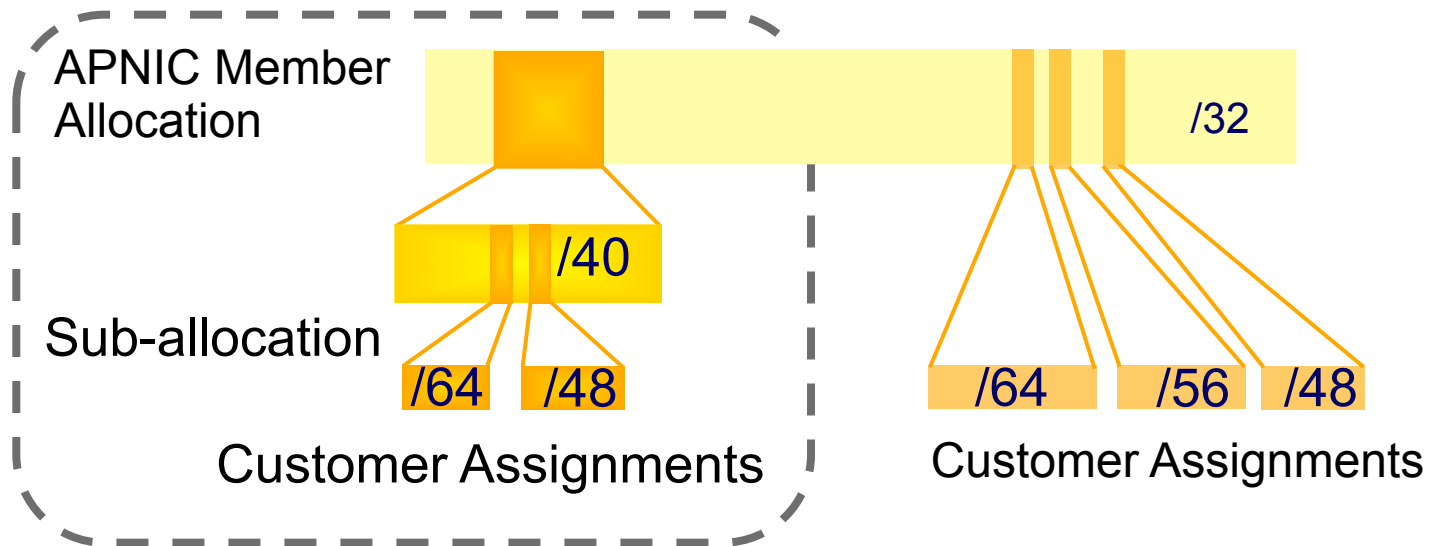 APNIC Member
Allocation
/32
/40
Sub-allocation
/64
/48
/64
/56
/48
Customer Assignments
Customer Assignments